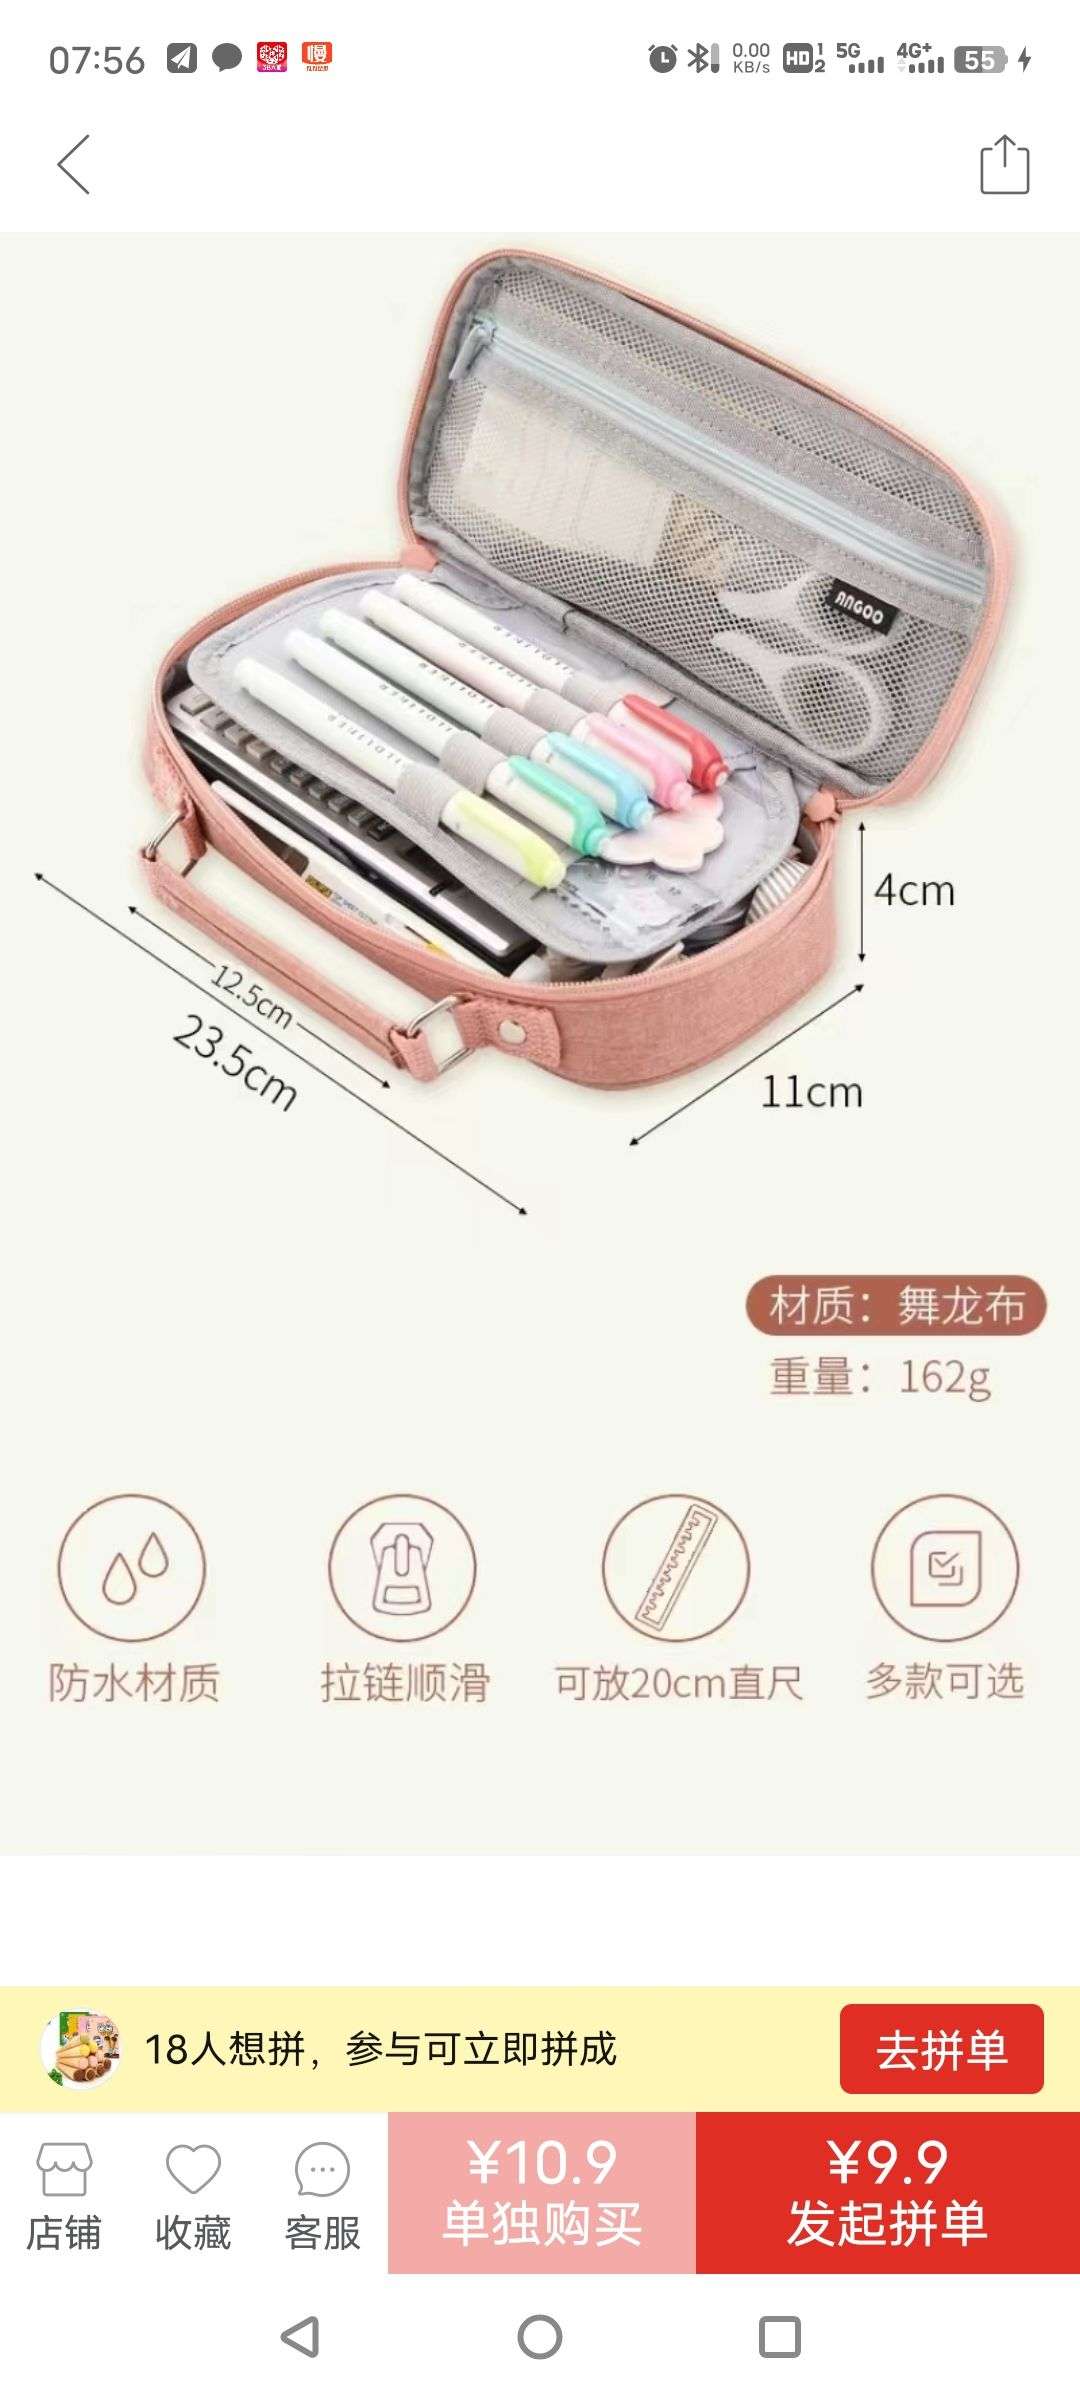 07:56
0.00
KB/s
HD
1
2
5G
4G+
55
ANGOO
4cm
12.5cm
23.5cm
11cm
材质：舞龙布
重量：162g
防水材质
拉链顺滑
可放20cm直尺
多款可选
18人想拼，参与可立即拼成
去拼单
店铺
收藏
客服
¥10.9
单独购买
¥9.9
发起拼单